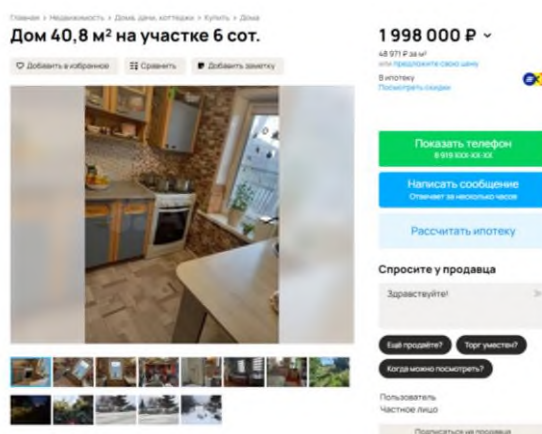 Главная > Недвижимость > Дома, дачи, коттеджи > Купить > Дома
Дом 40,8 м² на участке 6 сот.
Добавить в избранное
Сравнить
Добавить заметку
1 998 000 ₽
48 971 ₽ за м²
или предложите свою цену
В ипотеку
Посмотреть скидки
Показать телефон
8 919 XXX-XX-XX
Написать сообщение
Отвечает за несколько часов
Рассчитать ипотеку
Спросите у продавца
Здравствуйте!
Ещё продаёте?
Торг уместен?
Когда можно посмотреть?
Пользователь
Частное лицо
Подписаться на продавца